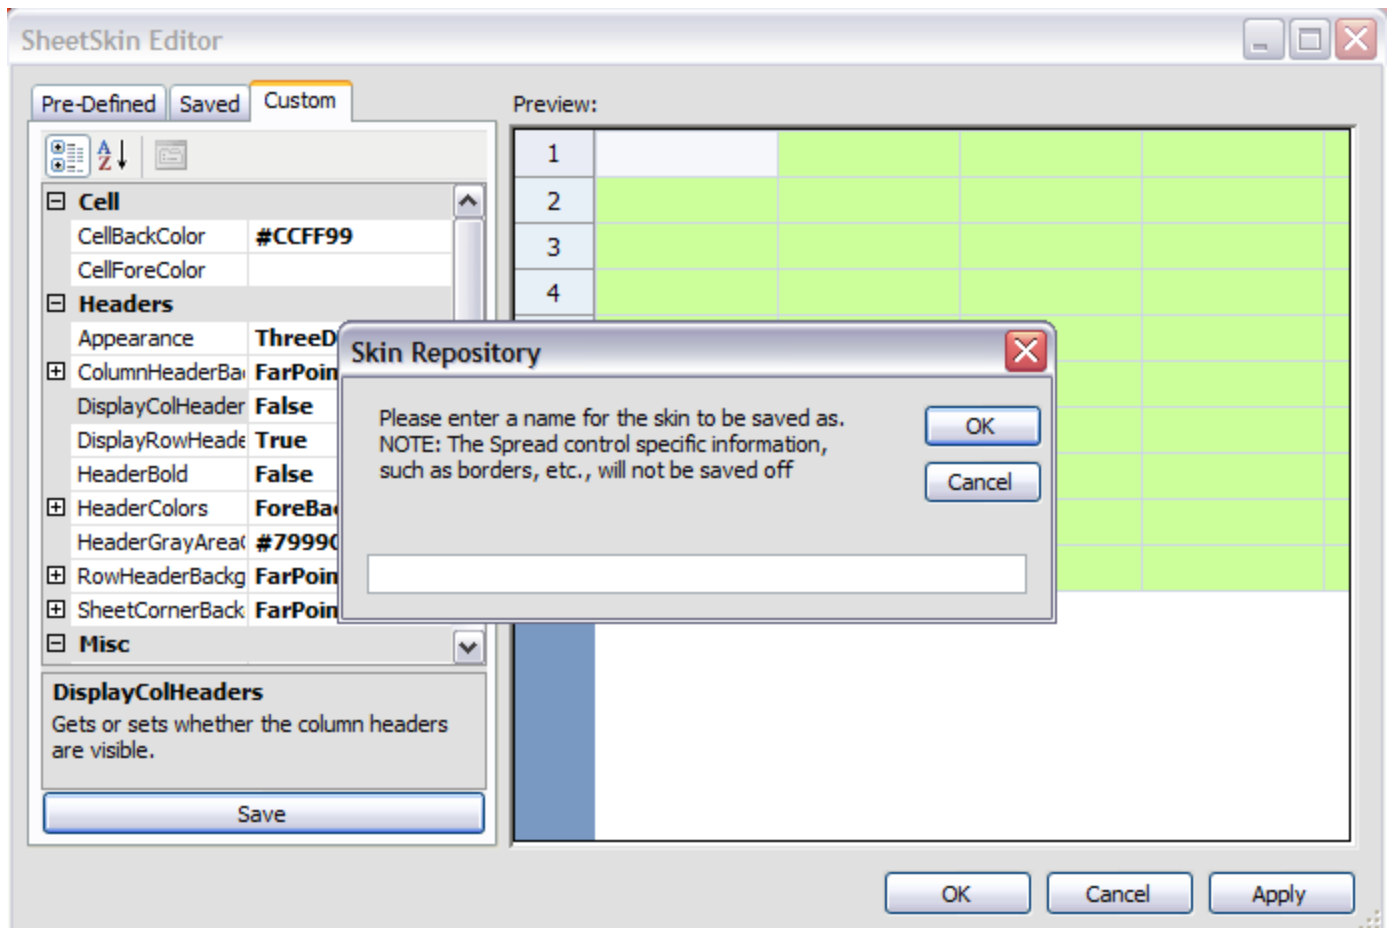 SheetSkin Editor
Pre-Defined Saved Custom
Preview:
Cell
CellBackColor #CCFF99
CellForeColor
Headers
Appearance ThreeD
ColumnHeaderBa FarPoin
DisplayColHeader False
DisplayRowHeade True
HeaderBold False
HeaderColors ForeBa
HeaderGrayArea #7999
RowHeaderBackg FarPoin
SheetCornerBack FarPoin
Misc
DisplayColHeaders
Gets or sets whether the column headers
are visible.
Save
1
2
3
4
Skin Repository
Please enter a name for the skin to be saved as.
NOTE: The Spread control specific information,
such as borders, etc., will not be saved off
OK
Cancel
OK Cancel Apply